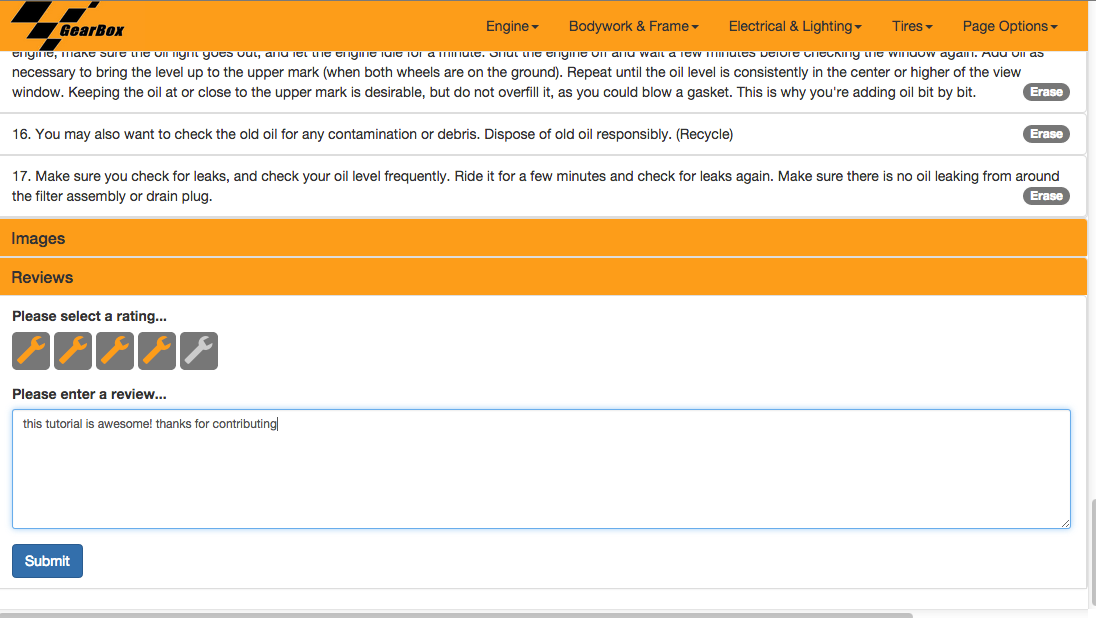 GearBox
Engine
Bodywork & Frame
Electrical & Lighting
Tires
Page Options
engine, make sure the oil light goes out, and let the engine idle for a minute. Shut the engine off and wait a few minutes before checking the window again. Add oil as
necessary to bring the level up to the upper mark (when both wheels are on the ground). Repeat until the oil level is consistently in the center or higher of the view
window. Keeping the oil at or close to the upper mark is desirable, but do not overfill it, as you could blow a gasket. This is why you're adding oil bit by bit.
Erase
16. You may also want to check the old oil for any contamination or debris. Dispose of old oil responsibly. (Recycle)
Erase
17. Make sure you check for leaks, and check your oil level frequently. Ride it for a few minutes and check for leaks again. Make sure there is no oil leaking from around
the filter assembly or drain plug.
Erase
Images
Reviews
Please select a rating...
Please enter a review...
this tutorial is awesome! thanks for contributing
Submit